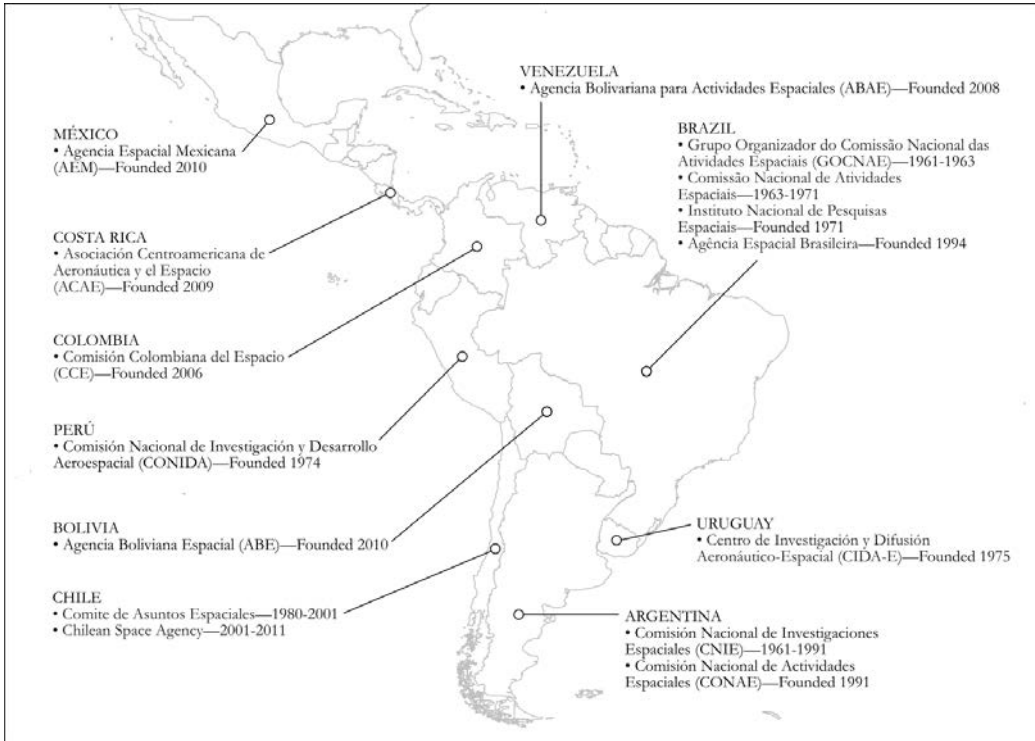 MÉXICO
• Agencia Espacial Mexicana
(AEM)—Founded 2010
COSTA RICA
• Asociación Centroamericana de
Aeronáutica y el Espacio
(ACAE)—Founded 2009
COLOMBIA
• Comisión Colombiana del Espacio
(CCE)—Founded 2006
PERÚ
• Comisión Nacional de Investigación y Desarrollo
Aeroespacial (CONIDA)—Founded 1974
BOLIVIA
• Agencia Boliviana Espacial (ABE)—Founded 2010
CHILE
• Comite de Asuntos Espaciales—1980-2001
• Chilean Space Agency—2001-2011
VENEZUELA
• Agencia Bolivariana para Actividades Espaciales (ABAE)—Founded 2008
BRAZIL
• Grupo Organizador do Comissão Nacional das
Atividades Espaciais (GOCNAE)—1961-1963
• Comissão Nacional de Atividades
Espaciais—1963-1971
• Instituto Nacional de Pesquisas
Espaciais—Founded 1971
• Agência Espacial Brasileira—Founded 1994
URUGUAY
• Centro de Investigación y Difusión
Aeronáutico-Espacial (CIDA-E)—Founded 1975
ARGENTINA
• Comisión Nacional de Investigaciones
Espaciales (CNIE)—1961-1991
• Comisión Nacional de Actividades
Espaciales (CONAE)—Founded 1991